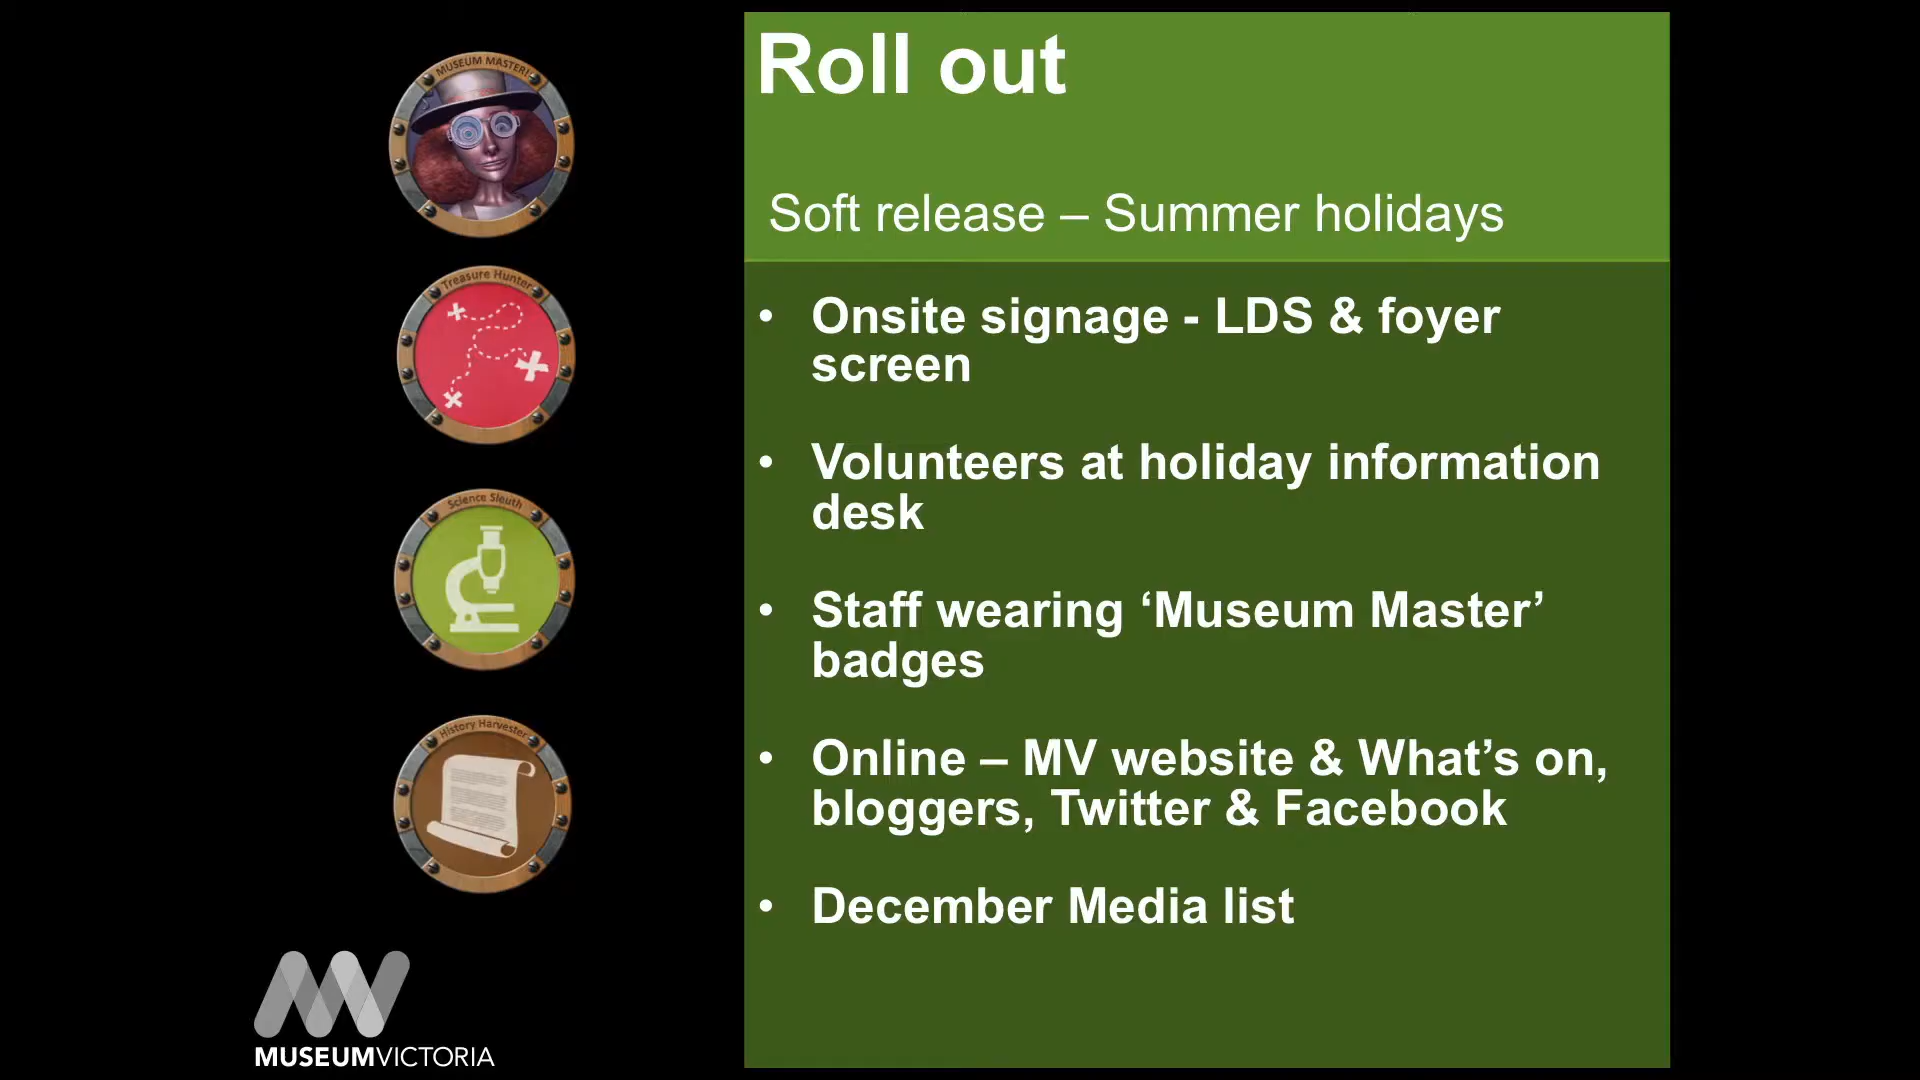 MUSEUM MASTER!
Treasure Hunter
Science Sleuth
History Harvester
MUSEUMVICTORIA
Roll out
Soft release – Summer holidays
• Onsite signage - LDS & foyer
screen
• Volunteers at holiday information
desk
• Staff wearing ‘Museum Master’
badges
• Online – MV website & What’s on,
bloggers, Twitter & Facebook
• December Media list